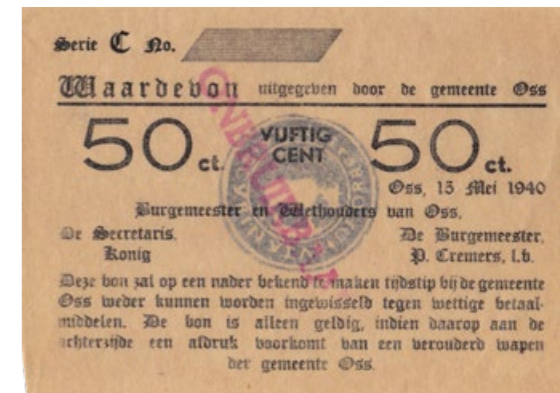 Serie C No.
Waardebon uitgegeven door de gemeente Oss
50 ct. VIJFTIG CENT 50 ct.
Oss, 15 Mei 1940
Burgemeester en Wethouders van Oss,
De Secretaris, De Burgemeester,
Konig P. Cremers, l.b.
Deze bon zal op een nader bekend te maken tijdstip bij de gemeente
Oss weder kunnen worden ingewisseld tegen wettige betaal-
middelen. De bon is alleen geldig, indien daarop aan de
achterzijde een afdruk voorkomt van een verouderd wapen
der gemeente Oss.